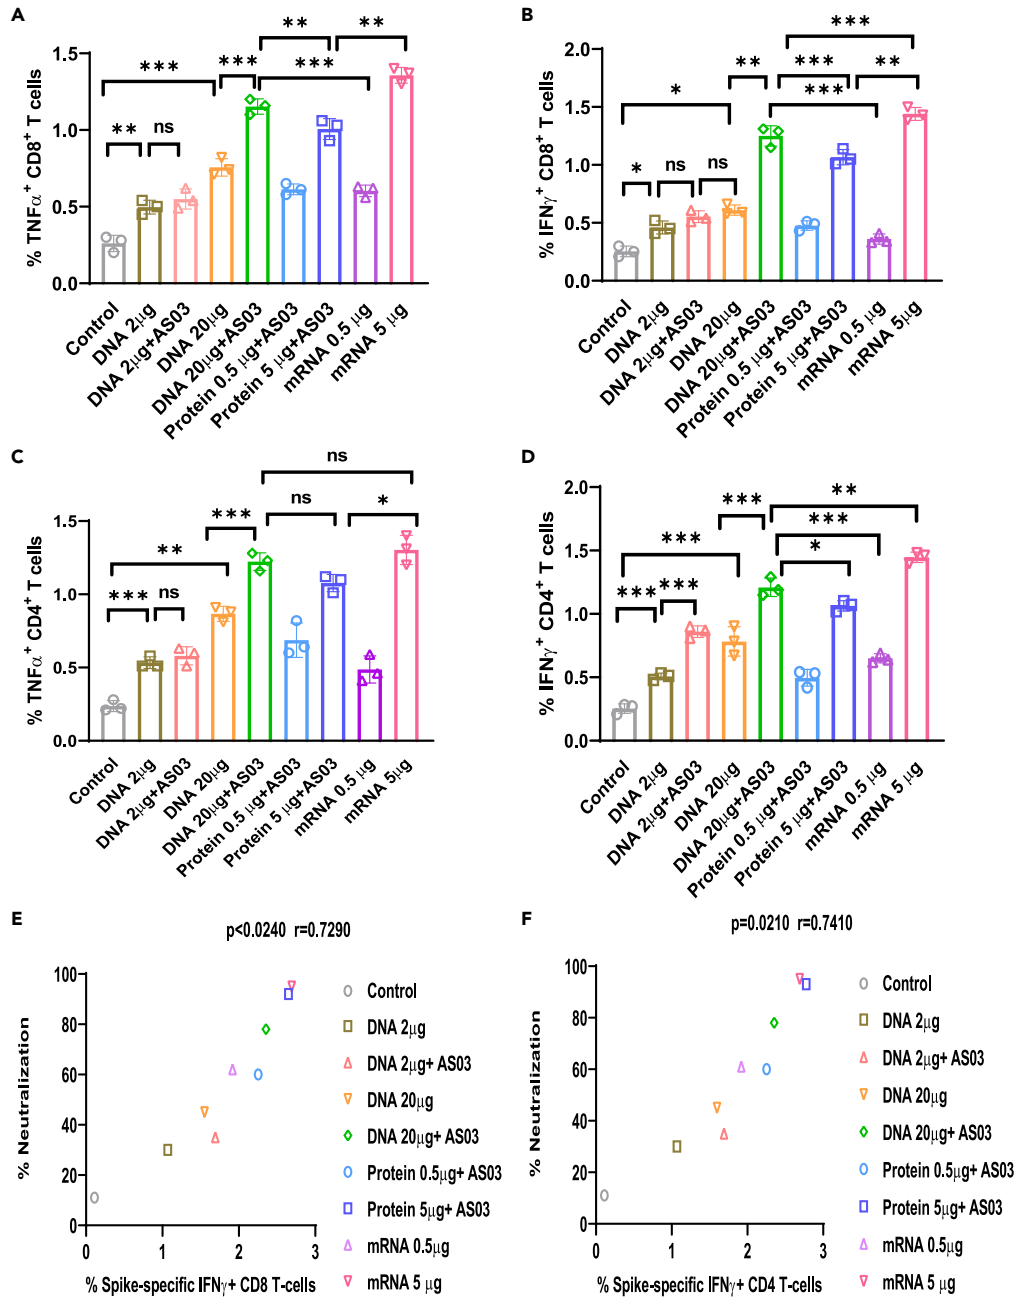 A
% TNFα⁺ CD8⁺ T cells
1.5
1.0
0.5
0.0
** ** *** *** ***
** ns
Control
DNA 2μg
DNA 2μg+AS03
DNA 20μg
DNA 20μg+AS03
Protein 0.5 μg+AS03
Protein 5 μg+AS03
mRNA 0.5 μg
mRNA 5 μg
B
% IFNγ⁺ CD8⁺ T cells
2.0
1.5
1.0
0.5
0.0
***
** *** **
* ***
* ns ns
Control
DNA 2μg
DNA 2μg+AS03
DNA 20μg
DNA 20μg+AS03
Protein 0.5 μg+AS03
Protein 5 μg+AS03
mRNA 0.5 μg
mRNA 5μg
C
% TNFα⁺ CD4⁺ T cells
1.5
1.0
0.5
0.0
ns
*** ns *
**
*** ns
Control
DNA 2μg
DNA 2μg+AS03
DNA 20μg
DNA 20μg+AS03
Protein 0.5 μg+AS03
Protein 5 μg+AS03
mRNA 0.5 μg
mRNA 5μg
D
% IFNγ⁺ CD4⁺ T cells
2.0
1.5
1.0
0.5
0.0
*** **
***
*** *
*** ***
Control
DNA 2μg
DNA 2μg+AS03
DNA 20μg
DNA 20μg+AS03
Protein 0.5 μg+AS03
Protein 5 μg+AS03
mRNA 0.5 μg
mRNA 5 μg
E
p<0.0240 r=0.7290
% Neutralization
100
80
60
40
20
0
0 1 2 3
% Spike-specific IFNγ+ CD8 T-cells
Control
DNA 2μg
DNA 2μg+ AS03
DNA 20μg
DNA 20μg+ AS03
Protein 0.5μg+ AS03
Protein 5μg+ AS03
mRNA 0.5μg
mRNA 5 μg
F
p=0.0210 r=0.7410
% Neutralization
100
80
60
40
20
0
0 1 2 3
% Spike-specific IFNγ+ CD4 T-cells
Control
DNA 2μg
DNA 2μg+ AS03
DNA 20μg
DNA 20μg+ AS03
Protein 0.5μg+ AS03
Protein 5μg+ AS03
mRNA 0.5μg
mRNA 5 μg